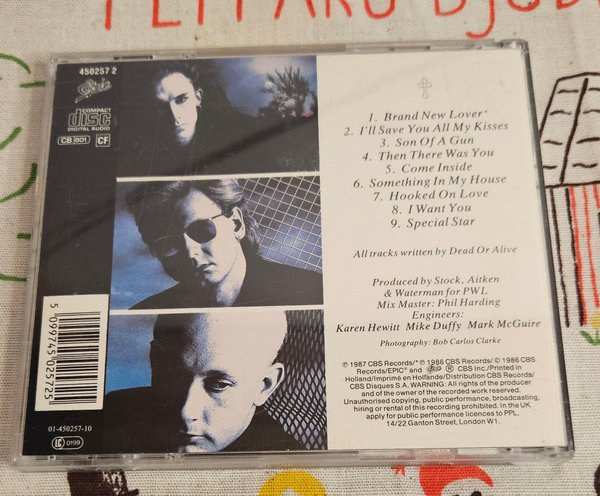 PEPPARO BJÖD
450257 2
Epic
COMPACT
disc
DIGITAL AUDIO
CB 801
CF
1. Brand New Lover*
2. I'll Save You All My Kisses
3. Son Of A Gun
4. Then There Was You
5. Come Inside
6. Something In My House
7. Hooked On Love
8. I Want You
9. Special Star
All tracks written by Dead Or Alive
Produced by Stock, Aitken
& Waterman for PWL
Mix Master: Phil Harding
Engineers:
Karen Hewitt Mike Duffy Mark McGuire
Photography: Bob Carlos Clarke
℗ 1987 CBS Records/*℗ 1986 CBS Records/ © 1986 CBS
Records/EPIC® and Epic ® CBS Inc./Printed in
Holland/Imprime en Hollande/Distribution CBS Records/
CBS Disques S.A. WARNING: All rights of the producer
and of the owner of the recorded work reserved.
Unauthorised copying, public performance, broadcasting,
hiring or rental of this recording prohibited. In the UK
apply for public performance licences to PPL,
14/22 Ganton Street, London W1.
5 099745 025725
01-450257-10
IC 0199